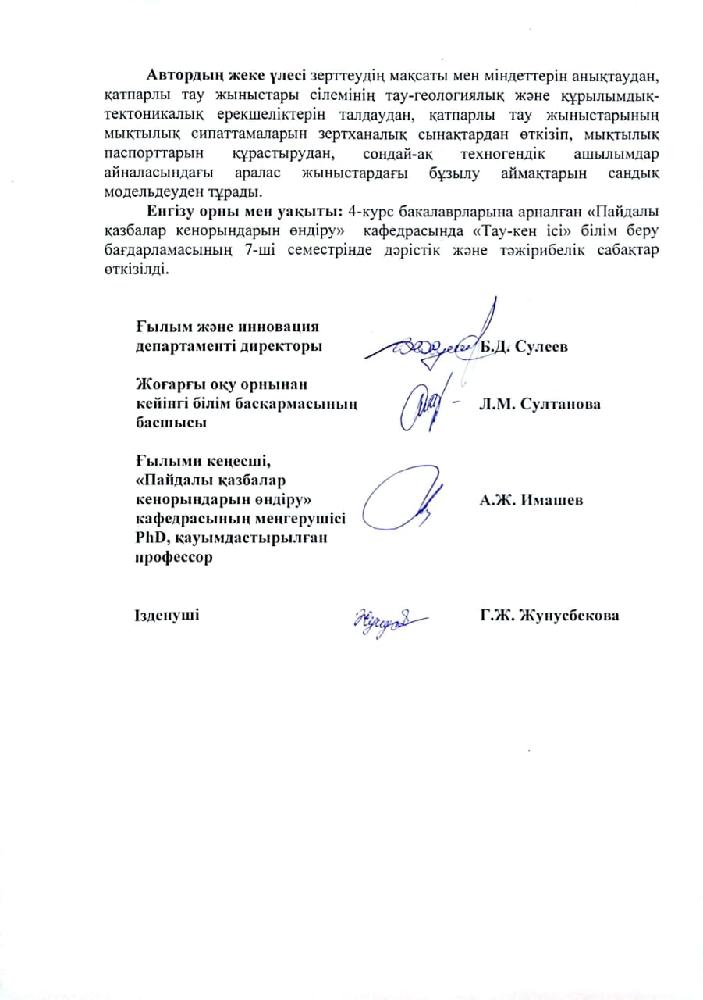 Автордың жеке үлесі зерттеудің мақсаты мен міндеттерін анықтаудан,
қатпарлы тау жыныстары сілемінің тау-геологиялық және құрылымдық-
тектоникалық ерекшеліктерін талдаудан, қатпарлы тау жыныстарының
мықтылық сипаттамаларын зертханалық сынақтардан өткізіп, мықтылық
паспорттарын құрастырудан, сондай-ақ техногендік ашылымдар
айналасындағы аралас жыныстардағы бұзылу аймақтарын сандық
модельдеуден тұрады.
Енгізу орны мен уақыты: 4-курс бакалаврларына арналған «Пайдалы
қазбалар кенорындарын өндіру» кафедрасында «Тау-кен ісі» білім беру
бағдарламасының 7-ші семестрінде дәрістік және тәжірибелік сабақтар
өткізілді.
Ғылым және инновация
департаменті директоры Б.Д. Сулеев
Жоғарғы оқу орнынан
кейінгі білім басқармасының Л.М. Султанова
басшысы
Ғылыми кеңесші,
«Пайдалы қазбалар
кенорындарын өндіру» А.Ж. Имашев
кафедрасының меңгерушісі
PhD, қауымдастырылған
профессор
Ізденуші Г.Ж. Жунусбекова